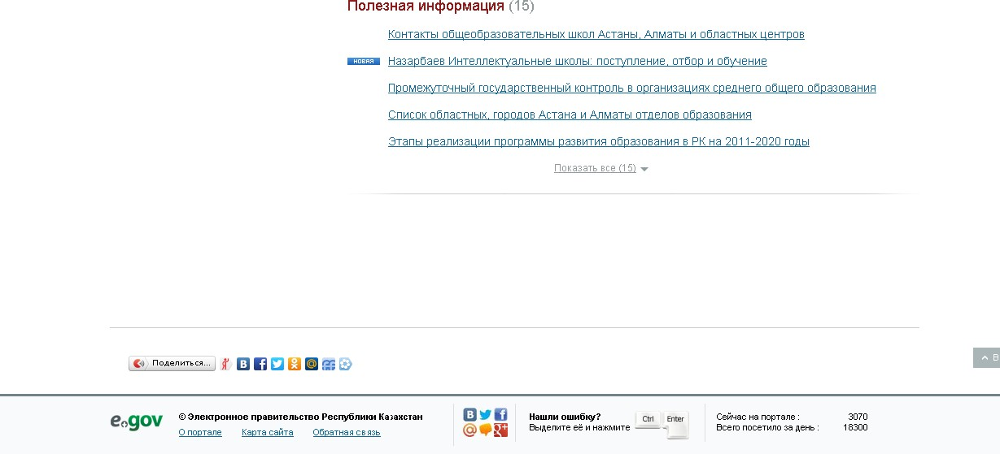 Полезная информация (15)
Контакты общеобразовательных школ Астаны, Алматы и областных центров
НОВАЯ Назарбаев Интеллектуальные школы: поступление, отбор и обучение
Промежуточный государственный контроль в организациях среднего общего образования
Список областных, городов Астана и Алматы отделов образования
Этапы реализации программы развития образования в РК на 2011-2020 годы
Показать все (15)
Поделиться...
В
e.gov © Электронное правительство Республики Казахстан
О портале Карта сайта Обратная связь
Нашли ошибку?
Выделите её и нажмите Ctrl Enter
Сейчас на портале : 3070
Всего посетило за день : 18300